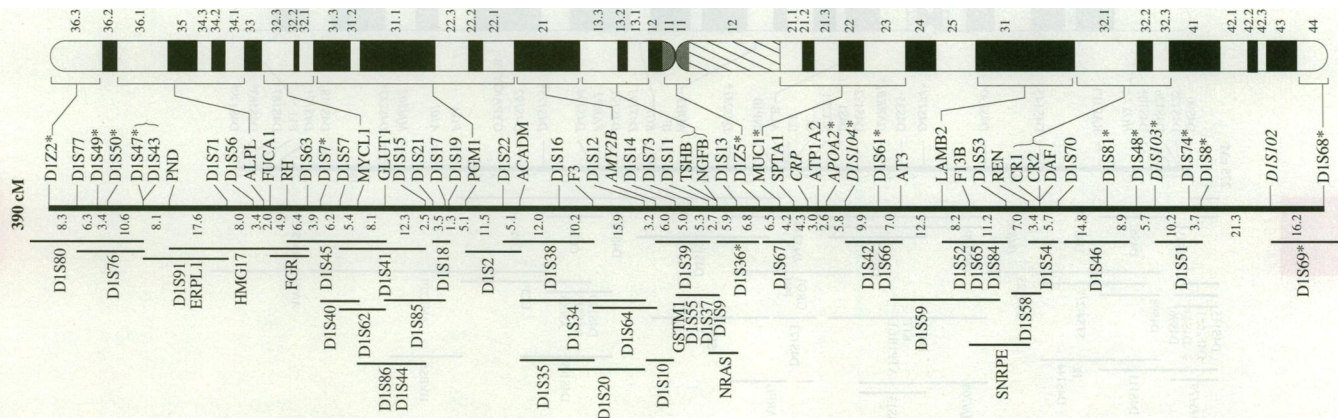 36.3 36.2 36.1 35 34.3 34.2 34.1 33 32.3 32.2 32.1 31.3 31.2 31.1 22.3 22.2 22.1 21 13.3 13.2 13.1 12 11 11 12 21.1 21.2 21.3 22 23 24 25 31 32.1 32.2 32.3 41 42.1 42.2 42.3 43 44
D1Z2* D1S77 D1S49* D1S50* D1S47* D1S43 PND D1S71 D1S56 ALPL FUCA1 RH D1S63 D1S7* D1S57 MYCL1 GLUT1 D1S15 D1S21 D1S17 D1S19 PGM1 D1S22 ACADM D1S16 F3 D1S12 AMY2B D1S14 D1S73 D1S11 TSHB NGFB D1S13 D1Z5* MUC1* SPTA1 CRP ATP1A2 APOA2* D1S104* D1S61* AT3 LAMB2 F13B D1S53 REN CR1 CR2 DAF D1S70 D1S81* D1S48* D1S103* D1S74* D1S8* D1S102 D1S68*
390 cM
8.3 6.3 3.4 10.6 8.1 17.6 8.0 3.4 2.0 4.9 6.4 3.9 6.2 5.4 8.1 12.3 2.5 3.5 1.3 5.1 11.5 5.1 12.0 10.2 15.9 3.2 6.0 5.0 5.3 2.7 5.9 6.8 6.5 4.2 4.3 3.0 2.6 5.8 9.9 7.0 12.5 8.2 11.2 7.0 3.4 5.7 14.8 8.9 5.7 10.2 3.7 21.3 16.2
D1S80 D1S76 D1S91 ERPL1 HMG17 FGR D1S45 D1S41 D1S18 D1S2 D1S38 D1S39 D1S36* D1S67 D1S42 D1S66 D1S52 D1S65 D1S84 D1S54 D1S46 D1S51 D1S69*
D1S40 D1S62 D1S85 D1S34 D1S64 GSTM1 D1S55 D1S37 D1S9 D1S59 D1S58
D1S86 D1S44 D1S35 D1S20 D1S10 NRAS SNRPE